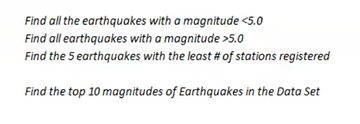 Find all the earthquakes with a magnitude <5.0
Find all earthquakes with a magnitude >5.0
Find the 5 earthquakes with the least # of stations registered
Find the top 10 magnitudes of Earthquakes in the Data Set